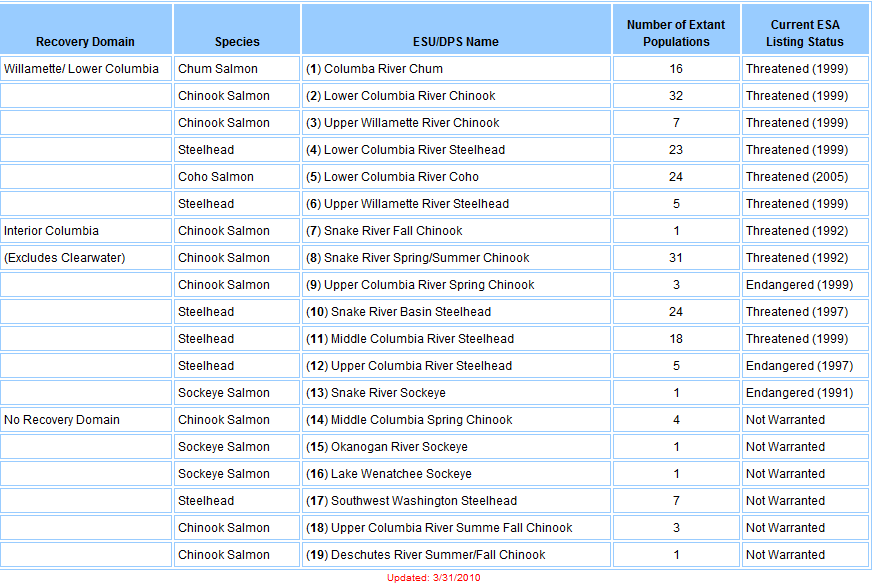 Recovery Domain Species ESU/DPS Name Number of Extant Populations Current ESA Listing Status
Willamette/ Lower Columbia Chum Salmon (1) Columba River Chum 16 Threatened (1999)
Chinook Salmon (2) Lower Columbia River Chinook 32 Threatened (1999)
Chinook Salmon (3) Upper Willamette River Chinook 7 Threatened (1999)
Steelhead (4) Lower Columbia River Steelhead 23 Threatened (1999)
Coho Salmon (5) Lower Columbia River Coho 24 Threatened (2005)
Steelhead (6) Upper Willamette River Steelhead 5 Threatened (1999)
Interior Columbia Chinook Salmon (7) Snake River Fall Chinook 1 Threatened (1992)
(Excludes Clearwater) Chinook Salmon (8) Snake River Spring/Summer Chinook 31 Threatened (1992)
Chinook Salmon (9) Upper Columbia River Spring Chinook 3 Endangered (1999)
Steelhead (10) Snake River Basin Steelhead 24 Threatened (1997)
Steelhead (11) Middle Columbia River Steelhead 18 Threatened (1999)
Steelhead (12) Upper Columbia River Steelhead 5 Endangered (1997)
Sockeye Salmon (13) Snake River Sockeye 1 Endangered (1991)
No Recovery Domain Chinook Salmon (14) Middle Columbia Spring Chinook 4 Not Warranted
Sockeye Salmon (15) Okanogan River Sockeye 1 Not Warranted
Sockeye Salmon (16) Lake Wenatchee Sockeye 1 Not Warranted
Steelhead (17) Southwest Washington Steelhead 7 Not Warranted
Chinook Salmon (18) Upper Columbia River Summe Fall Chinook 3 Not Warranted
Chinook Salmon (19) Deschutes River Summer/Fall Chinook 1 Not Warranted
Updated: 3/31/2010